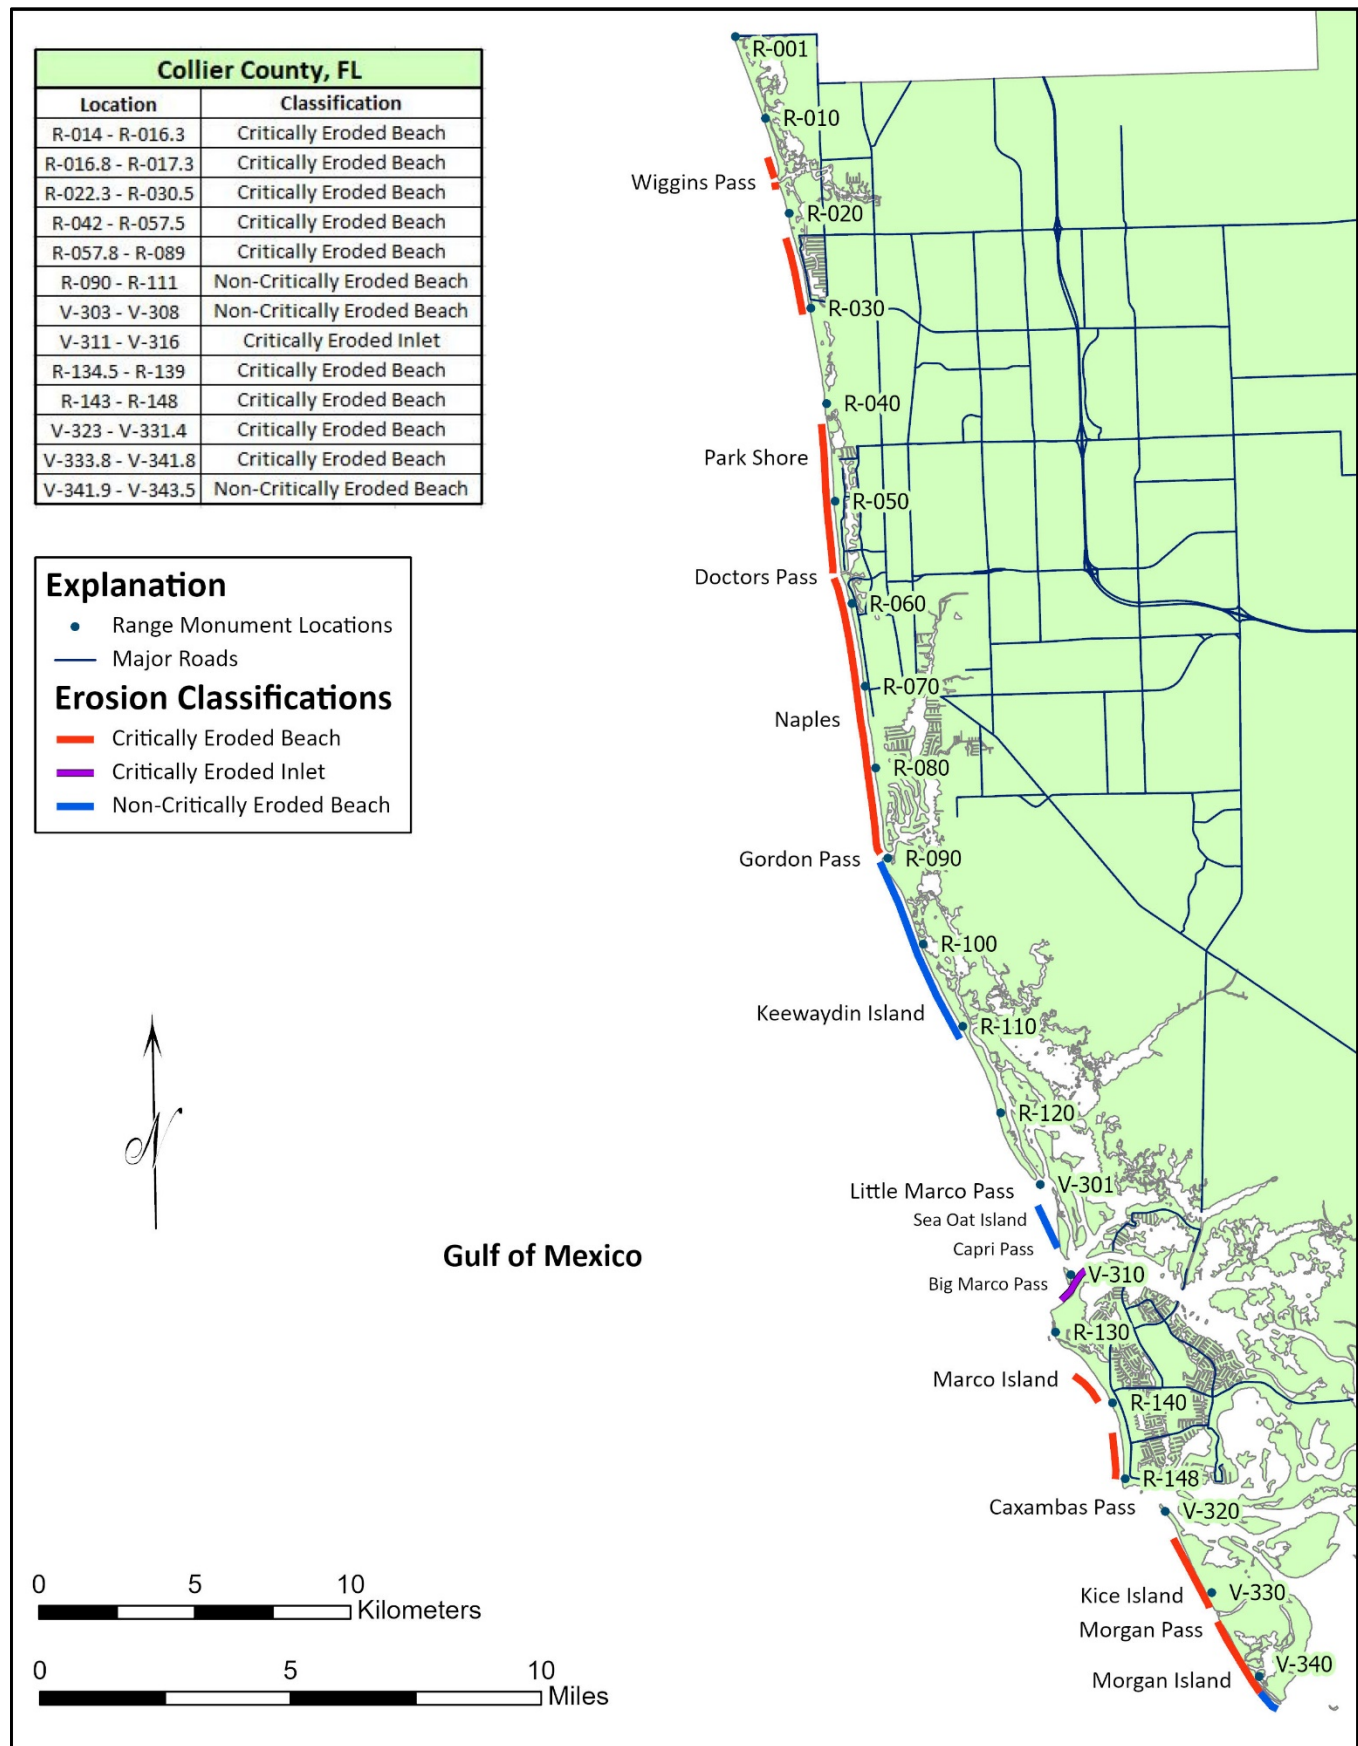 Collier County, FL
Location Classification
R-014 - R-016.3 Critically Eroded Beach
R-016.8 - R-017.3 Critically Eroded Beach
R-022.3 - R-030.5 Critically Eroded Beach
R-042 - R-057.5 Critically Eroded Beach
R-057.8 - R-089 Critically Eroded Beach
R-090 - R-111 Non-Critically Eroded Beach
V-303 - V-308 Non-Critically Eroded Beach
V-311 - V-316 Critically Eroded Inlet
R-134.5 - R-139 Critically Eroded Beach
R-143 - R-148 Critically Eroded Beach
V-323 - V-331.4 Critically Eroded Beach
V-333.8 - V-341.8 Critically Eroded Beach
V-341.9 - V-343.5 Non-Critically Eroded Beach
Explanation
Range Monument Locations
Major Roads
Erosion Classifications
Critically Eroded Beach
Critically Eroded Inlet
Non-Critically Eroded Beach
R-001
R-010
Wiggins Pass
R-020
R-030
R-040
Park Shore
R-050
Doctors Pass
R-060
R-070
Naples
R-080
Gordon Pass
R-090
R-100
Keewaydin Island
R-110
R-120
Little Marco Pass
V-301
Sea Oat Island
Capri Pass
Big Marco Pass
V-310
R-130
Marco Island
R-140
R-148
Caxambas Pass
V-320
Kice Island
V-330
Morgan Pass
V-340
Morgan Island
N
Gulf of Mexico
0 5 10
Kilometers
0 5 10
Miles